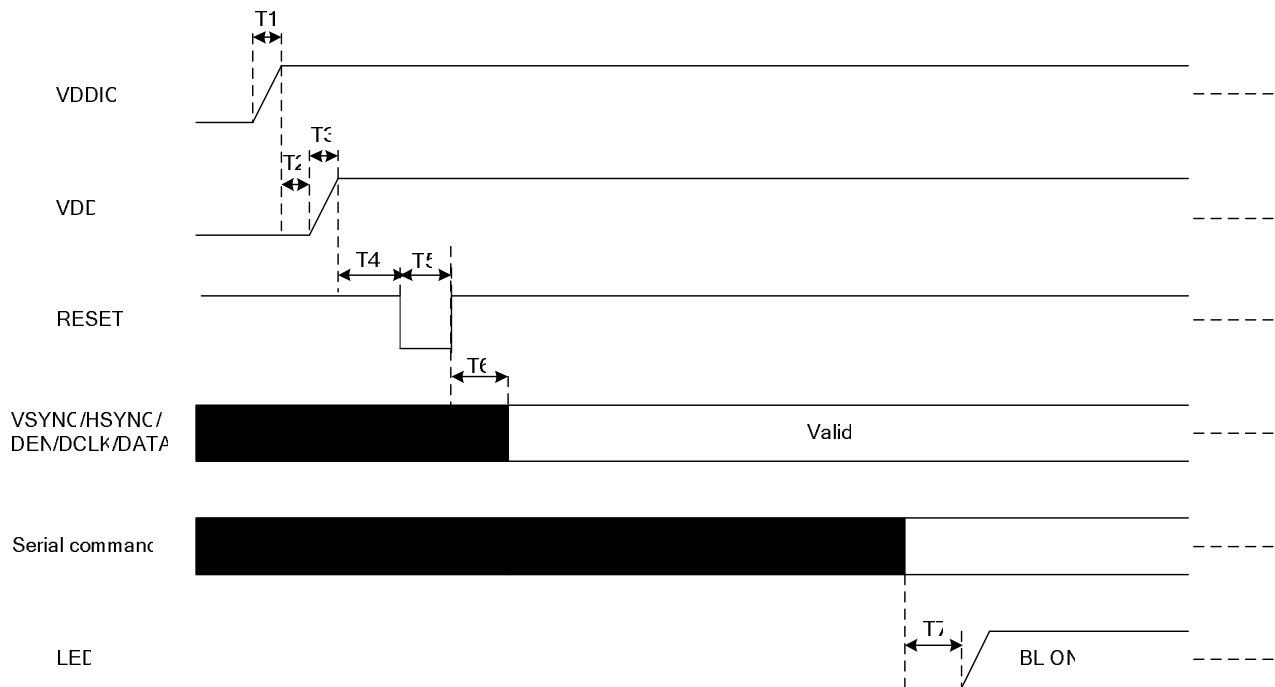 T1
VDDIO
T3
T2
VDD
T4
T5
RESET
T6
VSYNC/HSYNC/
DEN/DCLK/DATA
Valid
Serial command
T7
LED
BL ON